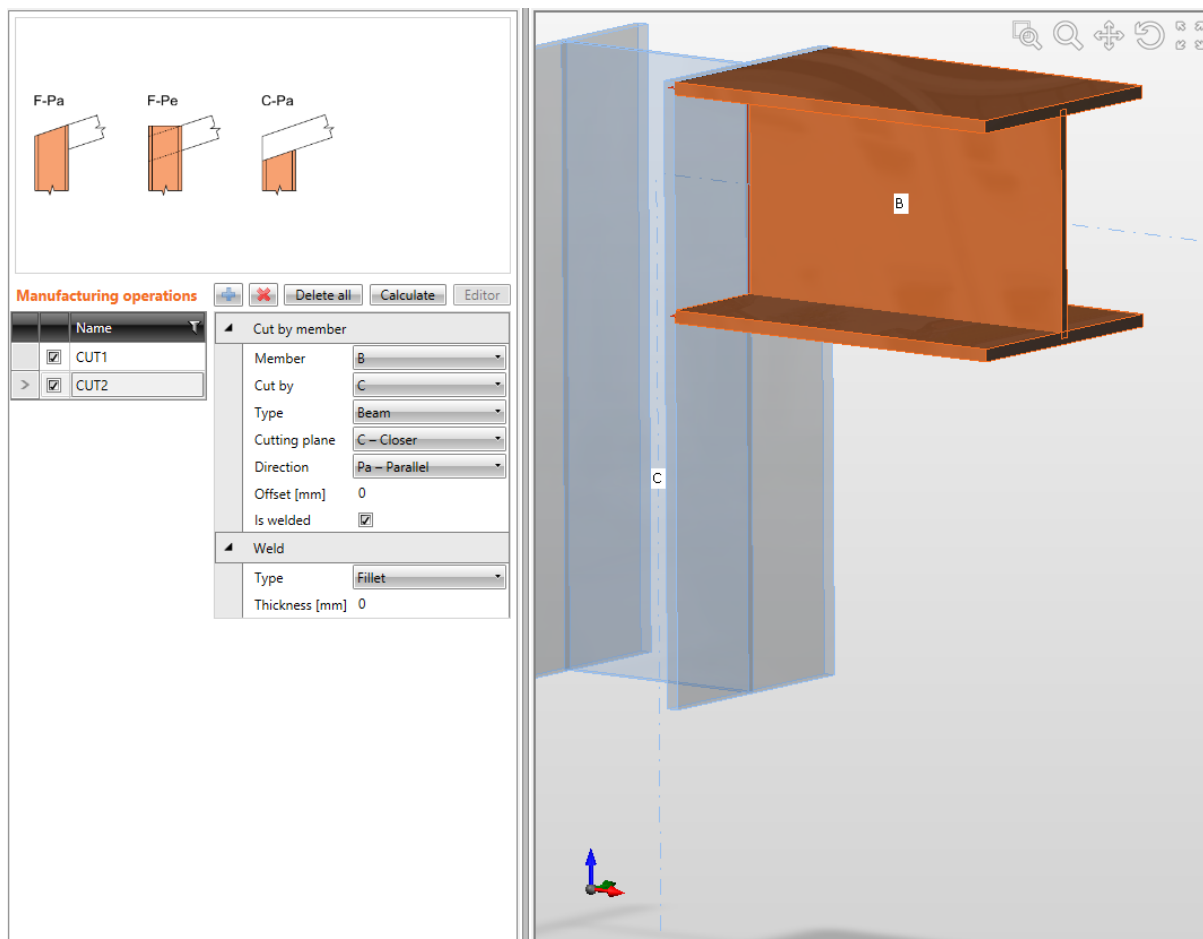 F-Pa F-Pe C-Pa
Manufacturing operations Delete all Calculate Editor
Name
CUT1
CUT2
Cut by member
Member B
Cut by C
Type Beam
Cutting plane C – Closer
Direction Pa – Parallel
Offset [mm] 0
Is welded
Weld
Type Fillet
Thickness [mm] 0
B
C